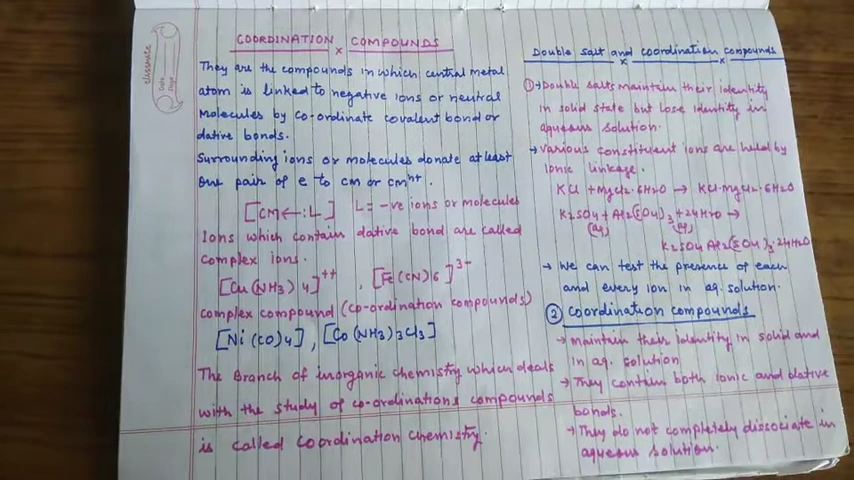 classmate
Date
Page
COORDINATION COMPOUNDS
They are the compounds in which central metal
atom is linked to negative ions or neutral
molecules by co-ordinate covalent bond or
dative bonds.
Surrounding ions or molecules donate at least
one pair of e to CM or CMⁿ⁺.
[CM←:L] L = -ve ions or molecules
Ions which contain dative bond are called
complex ions.
[Cu(NH3)4]⁺⁺, [Fe(CN)6]³⁻
complex compound (co-ordination compounds)
[Ni(CO)4], [Co(NH3)3Cl3]
The Branch of inorganic chemistry which deals
with the study of co-ordinations compounds
is called coordination chemistry.
Double salt and coordination compounds
① → Double salts maintain their identity
in solid state but lose identity in
aqueous solution.
→ various constituent ions are held by
Ionic linkage.
KCl + MgCl2·6H2O → KCl·MgCl2·6H2O
K2SO4 + Al2(SO4)3 + 24H2O →
(aq) (aq)
K2SO4 Al2(SO4)3·24H2O
→ We can test the presence of each
and every ion in aq. solution.
② coordination compounds
→ maintain their identity in solid and
in aq. solution
→ They contain both ionic and dative
bonds.
→ They do not completely dissociate in
aqueous solution.